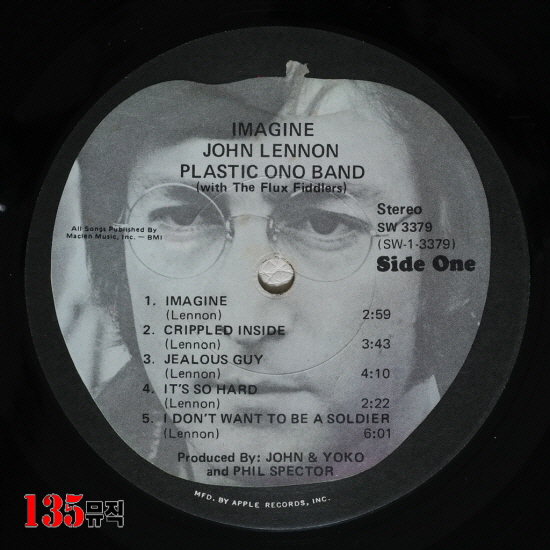 IMAGINE
JOHN LENNON
PLASTIC ONO BAND
(with The Flux Fiddlers)
All Songs Published By
Maclen Music, Inc. — BMI
Stereo
SW 3379
(SW-1-3379)
Side One
1. IMAGINE
(Lennon) 2:59
2. CRIPPLED INSIDE
(Lennon) 3:43
3. JEALOUS GUY
(Lennon) 4:10
4. IT'S SO HARD
(Lennon) 2:22
5. I DON'T WANT TO BE A SOLDIER
(Lennon) 6:01
Produced By: JOHN & YOKO
and PHIL SPECTOR
MFD. BY APPLE RECORDS, INC.
135뮤직